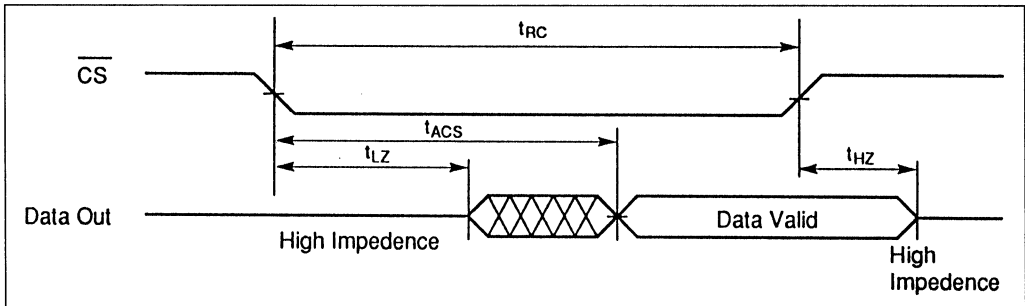 tRC
CS
tACS
tLZ
tHZ
Data Out
Data Valid
High Impedence
High
Impedence